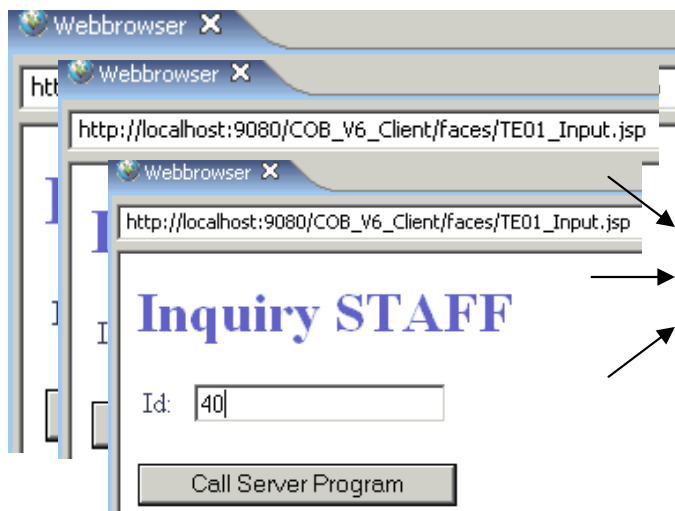 Webbrowser
htt
Webbrowser
http://localhost:9080/COB_V6_Client/faces/TE01_Input.jsp
Webbrowser
http://localhost:9080/COB_V6_Client/faces/TE01_Input.jsp
Inquiry STAFF
Id: 40
Call Server Program